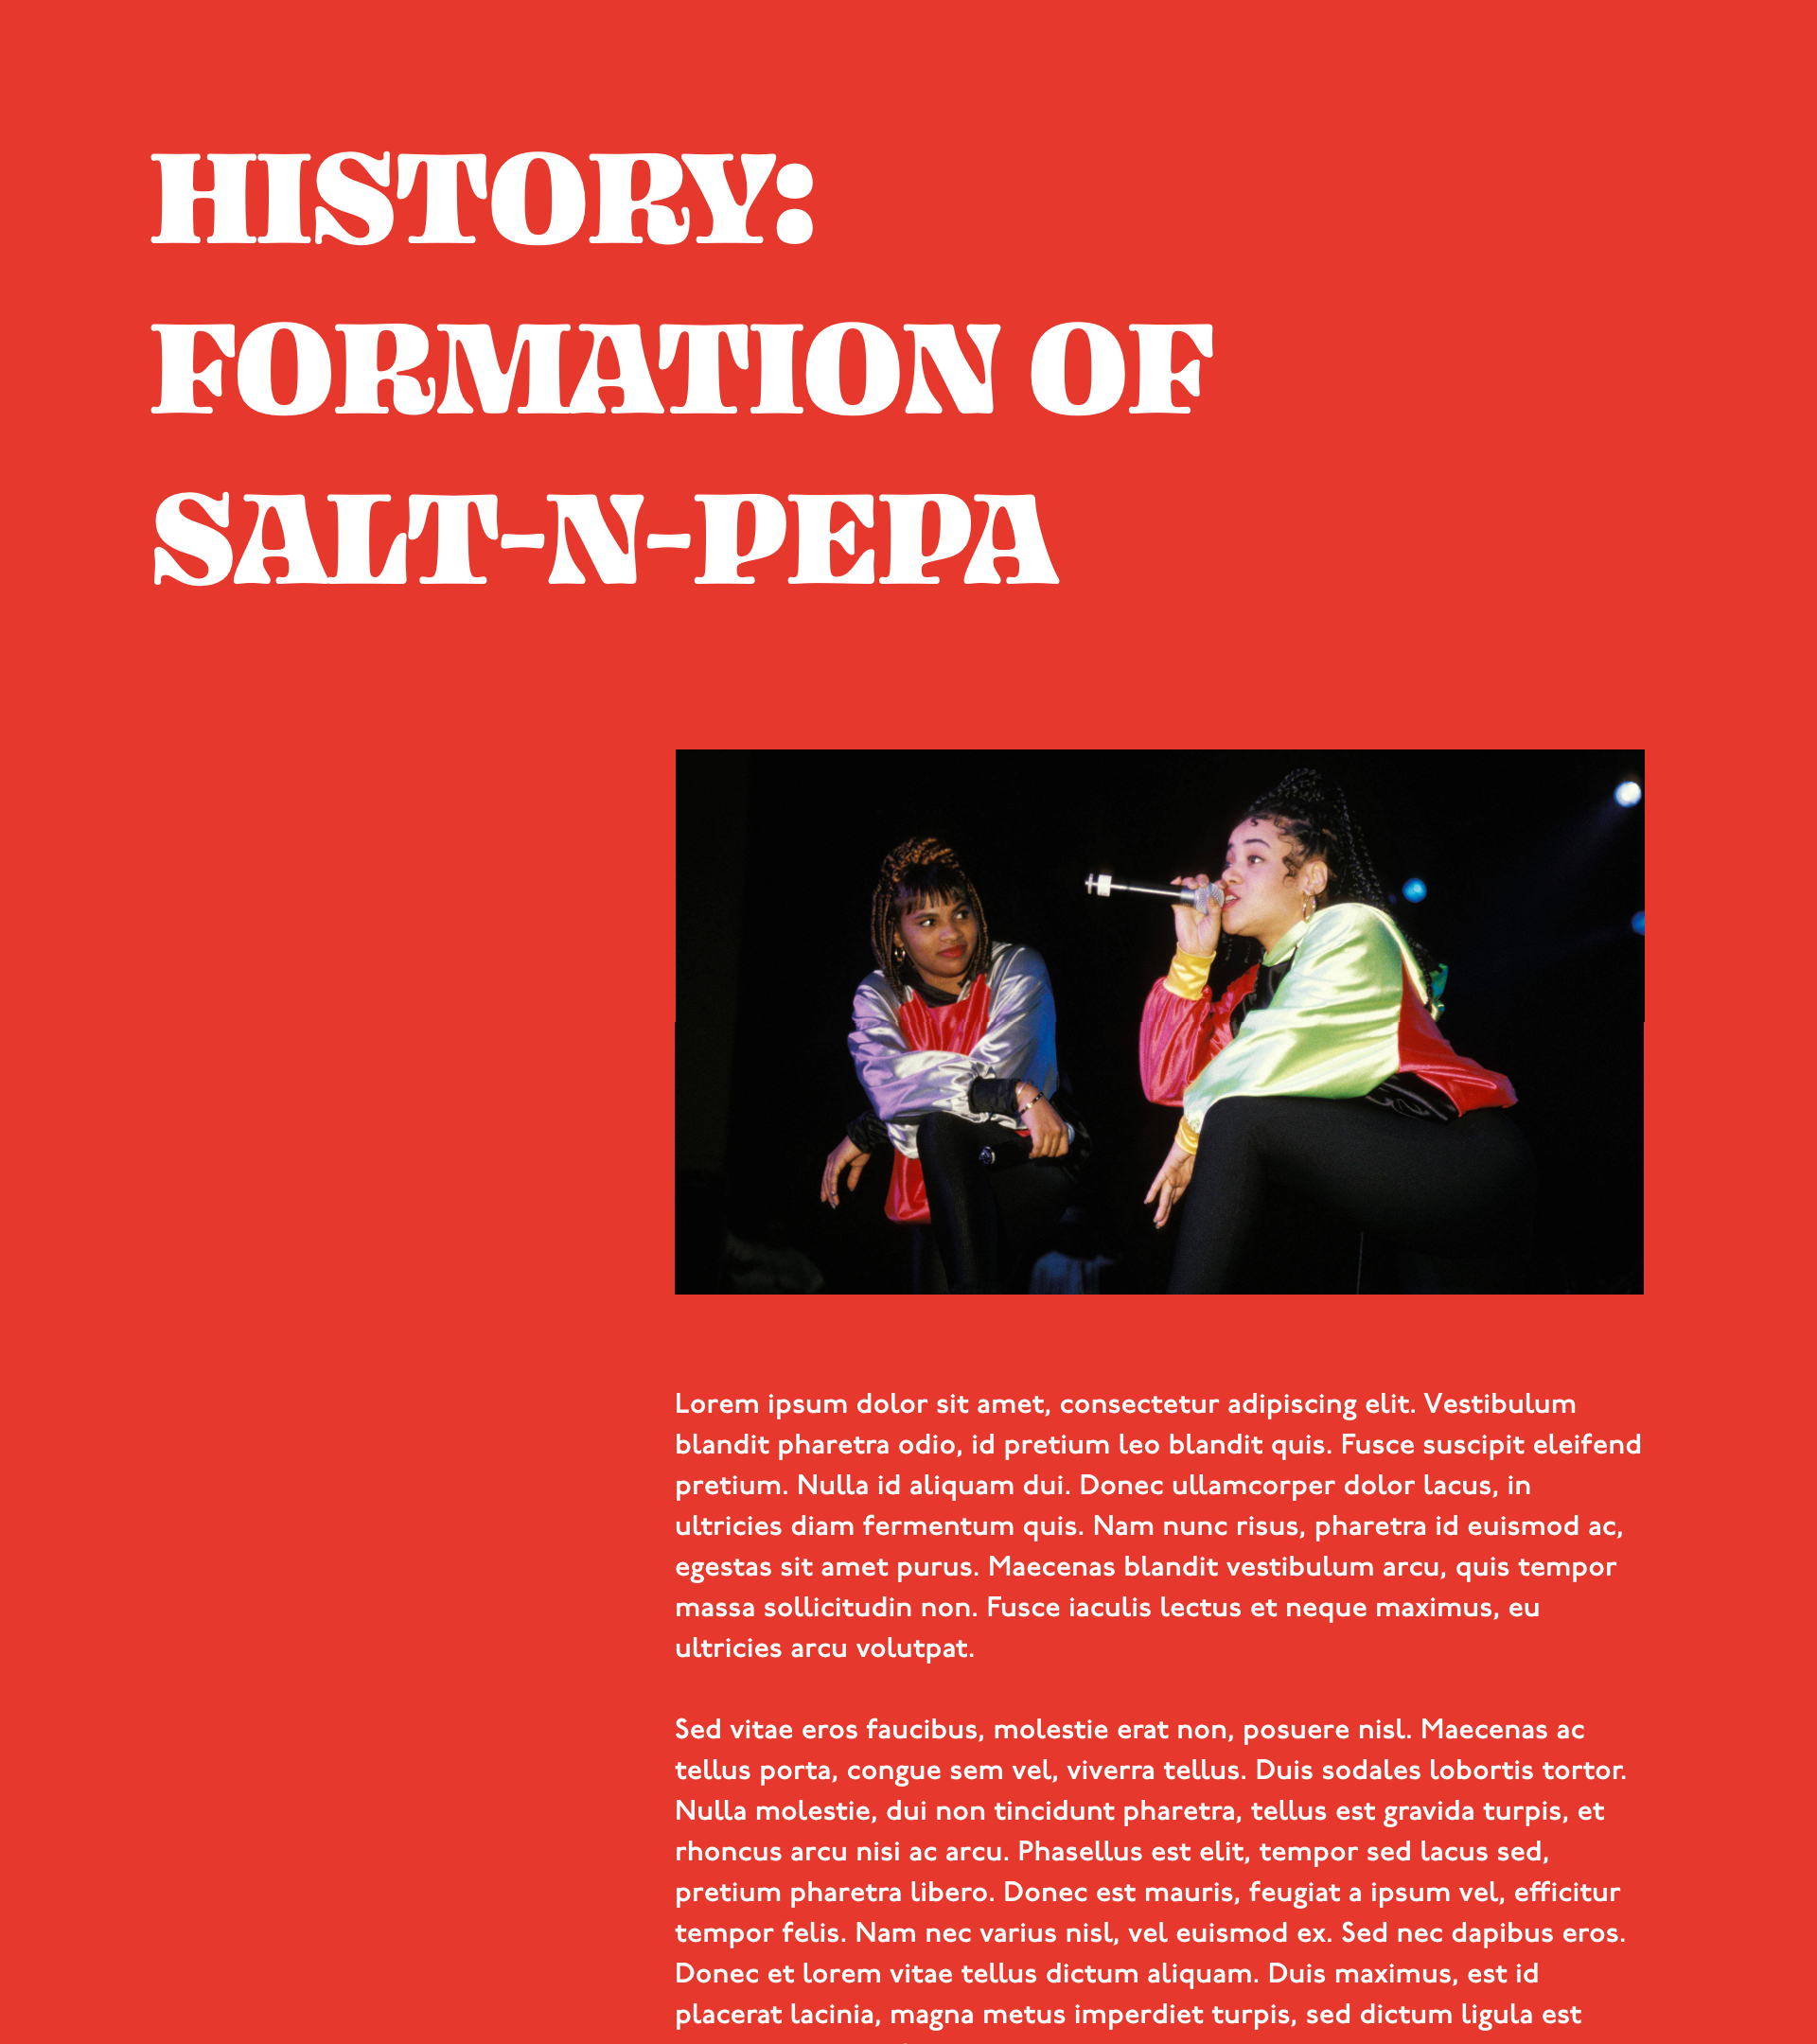 HISTORY:
FORMATION OF
SALT-N-PEPA
Lorem ipsum dolor sit amet, consectetur adipiscing elit. Vestibulum
blandit pharetra odio, id pretium leo blandit quis. Fusce suscipit eleifend
pretium. Nulla id aliquam dui. Donec ullamcorper dolor lacus, in
ultricies diam fermentum quis. Nam nunc risus, pharetra id euismod ac,
egestas sit amet purus. Maecenas blandit vestibulum arcu, quis tempor
massa sollicitudin non. Fusce iaculis lectus et neque maximus, eu
ultricies arcu volutpat.
Sed vitae eros faucibus, molestie erat non, posuere nisl. Maecenas ac
tellus porta, congue sem vel, viverra tellus. Duis sodales lobortis tortor.
Nulla molestie, dui non tincidunt pharetra, tellus est gravida turpis, et
rhoncus arcu nisi ac arcu. Phasellus est elit, tempor sed lacus sed,
pretium pharetra libero. Donec est mauris, feugiat a ipsum vel, efficitur
tempor felis. Nam nec varius nisl, vel euismod ex. Sed nec dapibus eros.
Donec et lorem vitae tellus dictum aliquam. Duis maximus, est id
placerat lacinia, magna metus imperdiet turpis, sed dictum ligula est